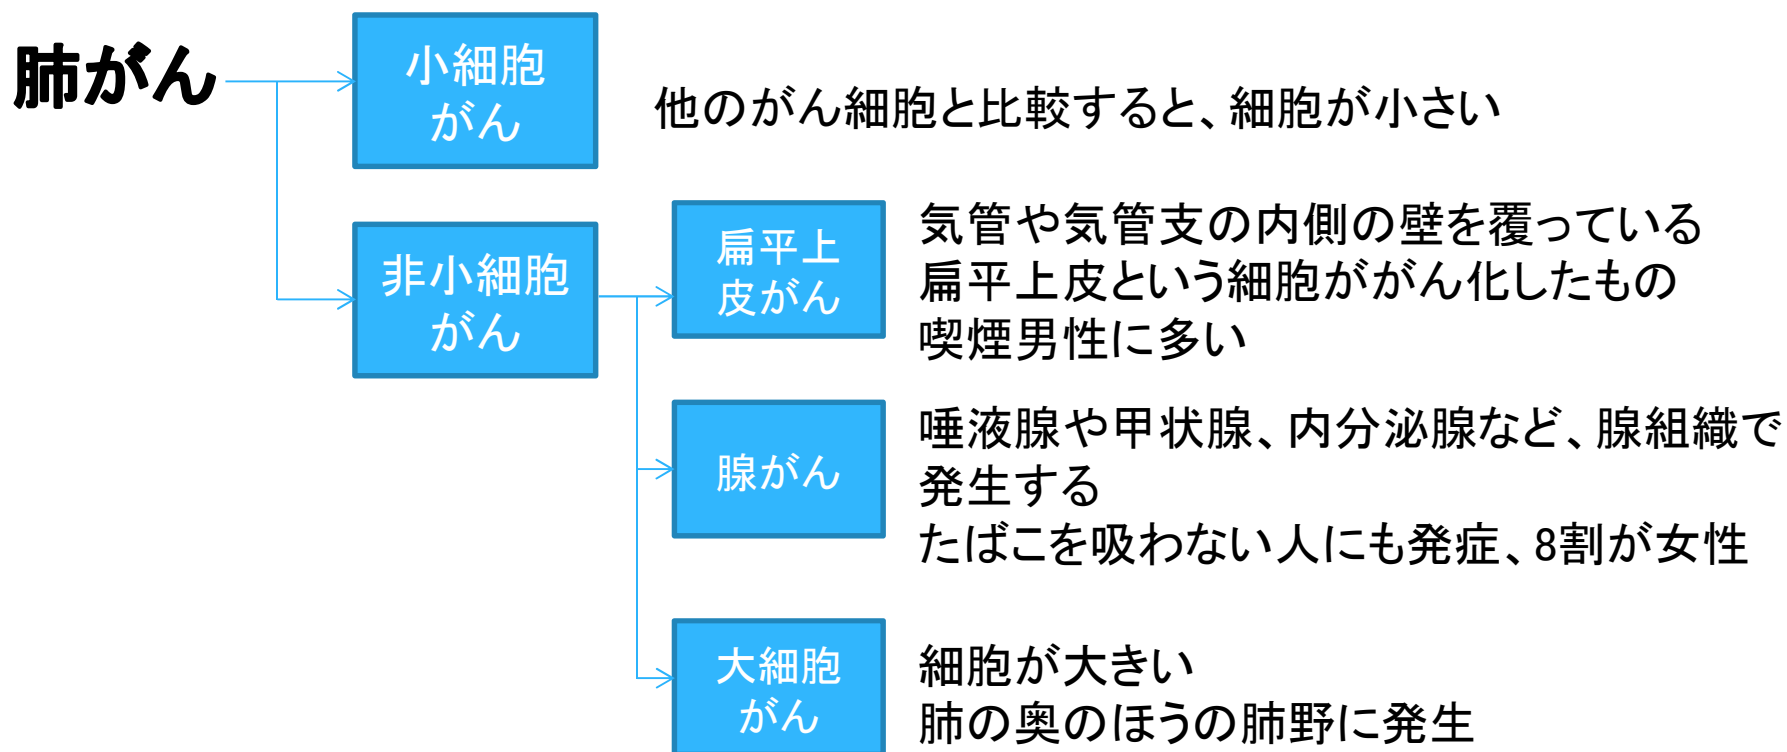 肺がん
小細胞
がん
他のがん細胞と比較すると、細胞が小さい
非小細胞
がん
扁平上
皮がん
気管や気管支の内側の壁を覆っている
扁平上皮という細胞ががん化したもの
喫煙男性に多い
腺がん
唾液腺や甲状腺、内分泌腺など、腺組織で
発生する
たばこを吸わない人にも発症、8割が女性
大細胞
がん
細胞が大きい
肺の奥のほうの肺野に発生